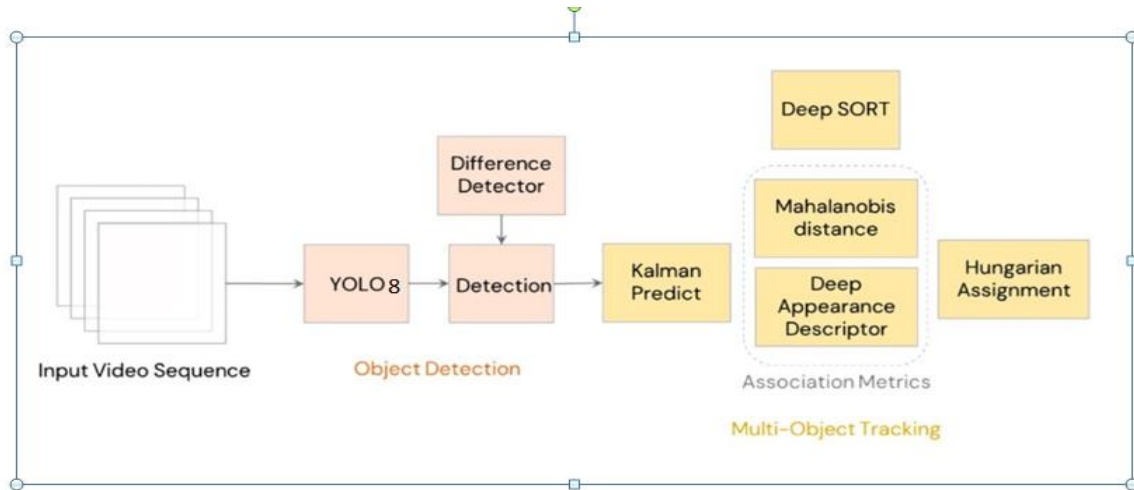 Deep SORT
Difference
Detector
Mahalanobis
distance
YOLO 8
Detection
Kalman
Predict
Deep
Appearance
Descriptor
Hungarian
Assignment
Input Video Sequence
Object Detection
Association Metrics
Multi-Object Tracking